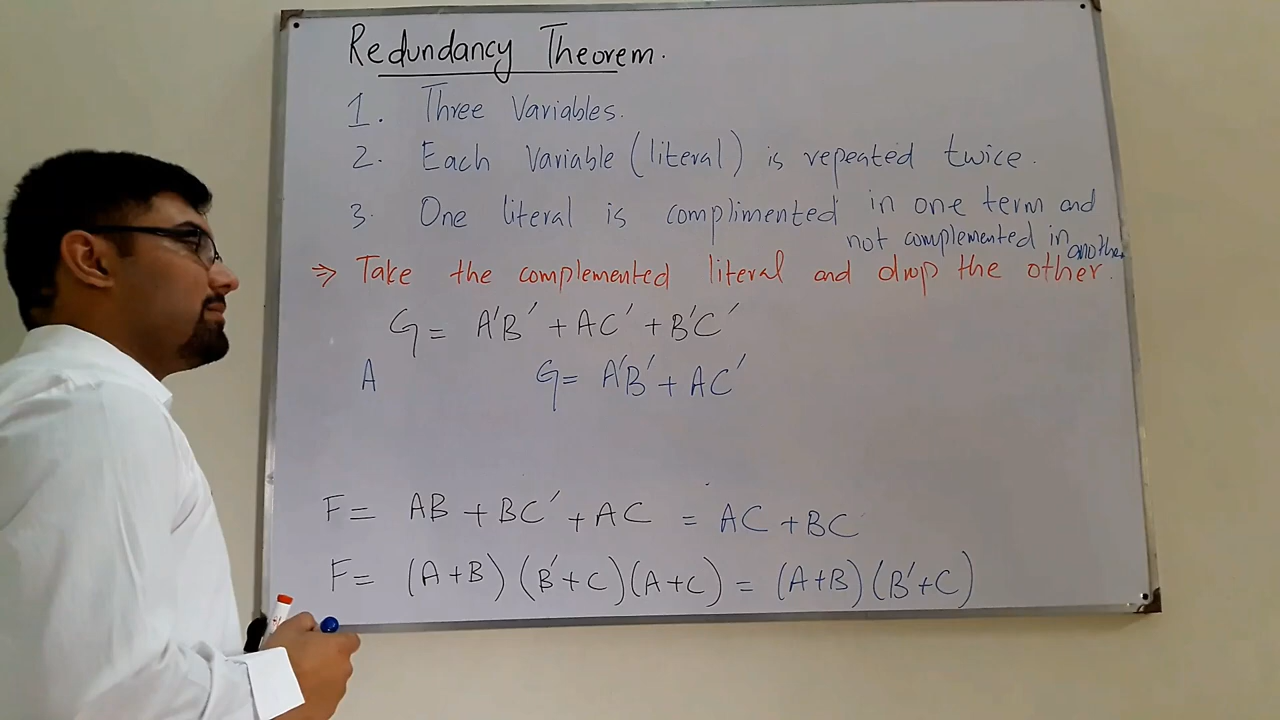 Redundancy Theorem.
1. Three Variables.
2. Each Variable (literal) is repeated twice.
3. One literal is complimented in one term and
not complemented in another
⇒ Take the complemented literal and drop the other.
G = A'B' + AC' + B'C'
A G = A'B' + AC'
F = AB + BC' + AC = AC + BC
F = (A+B) (B'+C) (A+C) = (A+B) (B'+C)